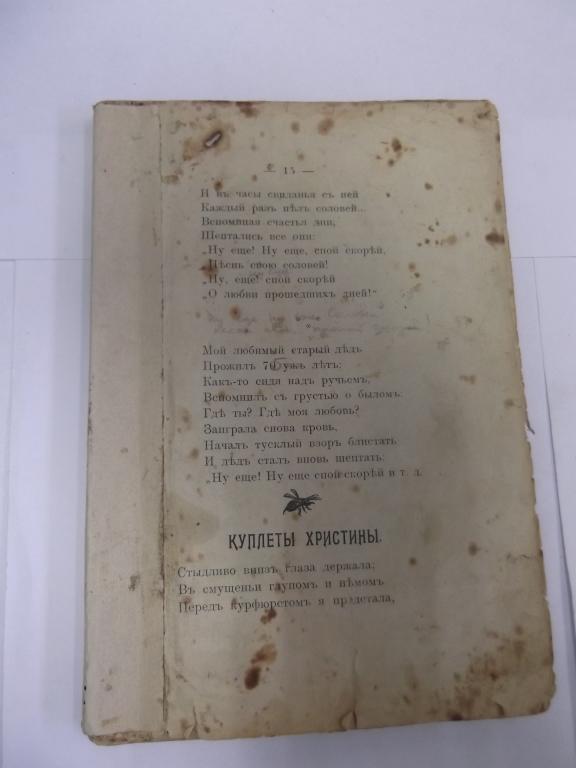 — 15 —
И въ часы свиданья съ ней
Каждый разъ пѣлъ соловей...
Вспоминая счастья дни,
Шептались все они:
„Ну еще! Ну еще, спой скорѣй,
„Пѣснь свою соловей!
„Ну, еще! спой скорѣй
„О любви прошедшихъ дней!“
Мой любимый старый дѣдъ
Прожилъ 70 ужъ лѣтъ;
Какъ-то сидя надъ ручьемъ,
Вспомнилъ съ грустью о быломъ.
Гдѣ ты? Гдѣ моя любовь?
Заиграла снова кровь,
Началъ тусклый взоръ блистать
И дѣдъ сталъ вновь шептать:
„Ну еще! Ну еще спой скорѣй и т. д.
КУПЛЕТЫ ХРИСТИНЫ.
Стыдливо внизъ глаза держала;
Въ смущеньи глупомъ и нѣмомъ
Передъ курфюрстомъ я предстала,